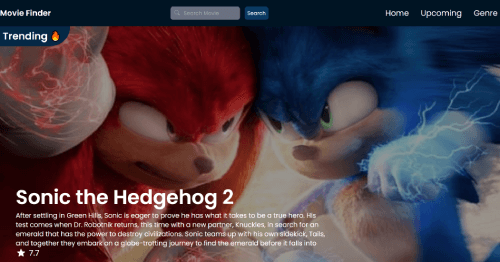 Movie Finder
Search Movie
Search
Home
Upcoming
Genre
Trending 🔥
Sonic the Hedgehog 2
After settling in Green Hills, Sonic is eager to prove he has what it takes to be a true hero. His
test comes when Dr. Robotnik returns, this time with a new partner, Knuckles, in search for an
emerald that has the power to destroy civilizations. Sonic teams up with his own sidekick, Tails,
and together they embark on a globe-trotting journey to find the emerald before it falls into
7.7